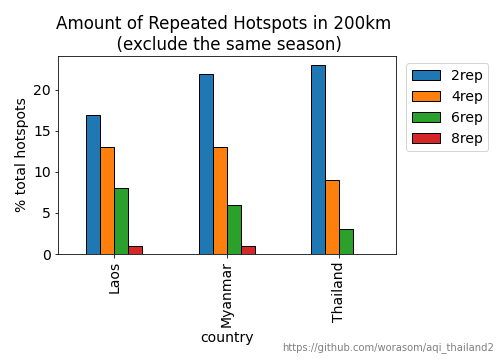 Amount of Repeated Hotspots in 200km
(exclude the same season)
2rep
4rep
6rep
8rep
% total hotspots
20
15
10
5
0
Laos
Myanmar
Thailand
country
https://github.com/worasom/aqi_thailand2